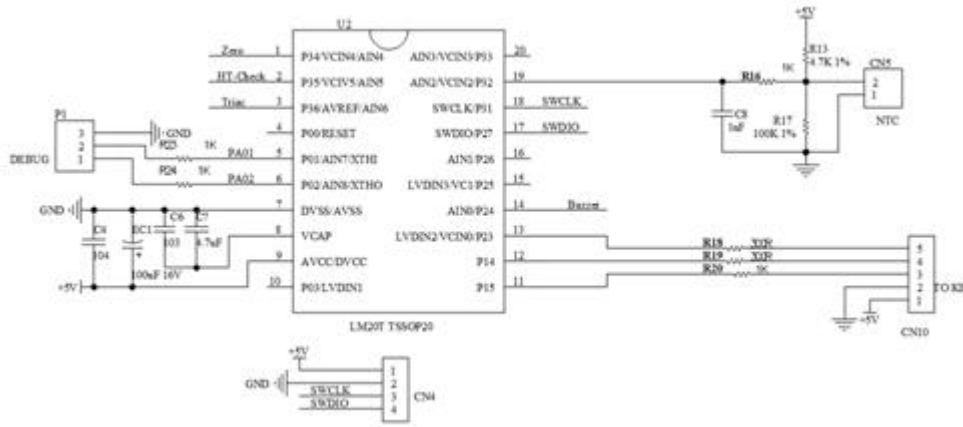 U2
+5V
Zero 1 P34/VCIN4/AIN4 AIN3/VCIN3/P33 20
HT-Check 2 P35/VCIV5/AIN5 AIN2/VCIN2/P32 19
Triac 3 P36/AVREF/AIN6 SWCLK/P31 18 SWCLK
4 P00/RESET SWDIO/P27 17 SWDIO
PA01 5 P01/AIN7/XTHI AIN1/P26 16
PA02 6 P02/AIN8/XTHO LVDIN3/VC1/P25 15
7 DVSS/AVSS AIN0/P24 14 Buzzer
8 VCAP LVDIN2/VCIN0/P23 13
9 AVCC/DVCC P14 12
10 P03/LVDIN1 P15 11
LM20T TSSOP20
P1
3
2
1
DEBUG
GND
R23 1K
R24 1K
GND
C4
104
EC1
100uF 16V
C6
103
C7
4.7uF
+5V
R13
4.7K 1%
R16 1K
CN5
2
1
NTC
C8
1nF
R17
100K 1%
R18
R19
R20 1K
5
4
3
2
1
+5V
CN10
+5V
GND
SWCLK
SWDIO
1
2
3
4
CN4